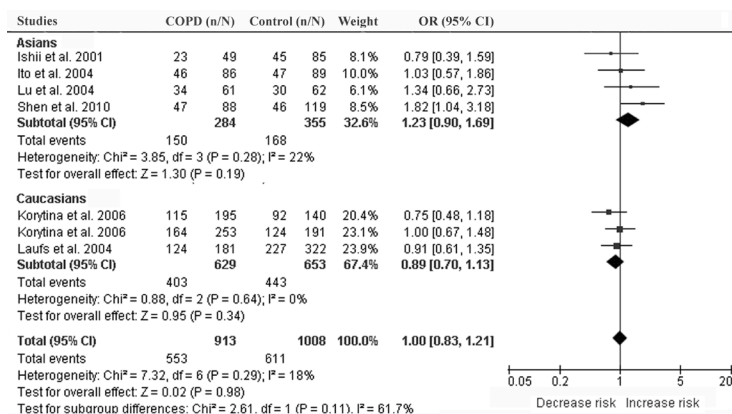 Studies COPD (n/N) Control (n/N) Weight OR (95% CI) OR (95% CI)
Asians
Ishii et al. 2001 23 49 45 85 8.1% 0.79 [0.39, 1.59]
Ito et al. 2004 46 86 47 89 10.0% 1.03 [0.57, 1.86]
Lu et al. 2004 34 61 30 62 6.0% 1.34 [0.66, 2.73]
Shen et al. 2010 47 88 46 119 8.5% 1.82 [1.04, 3.18]
Subtotal (95% CI) 284 355 32.6% 1.23 [0.90, 1.69]
Total events 150 168
Heterogeneity: Chi² = 3.85, df = 3 (P = 0.28); I² = 22%
Test for overall effect: Z = 1.30 (P = 0.19)
Caucasians
Korytina et al. 2006 115 195 92 140 20.4% 0.75 [0.48, 1.18]
Korytina et al. 2006 164 253 124 191 23.1% 1.00 [0.67, 1.48]
Laufs et al. 2004 124 181 227 322 23.9% 0.91 [0.61, 1.35]
Subtotal (95% CI) 629 653 67.4% 0.89 [0.70, 1.13]
Total events 403 443
Heterogeneity: Chi² = 0.88, df = 2 (P = 0.64); I² = 0%
Test for overall effect: Z = 0.95 (P = 0.34)
Total (95% CI) 913 1008 100.0% 1.00 [0.83, 1.21]
Total events 553 611
Heterogeneity: Chi² = 7.32, df = 6 (P = 0.29); I² = 18%
Test for overall effect: Z = 0.02 (P = 0.98)
Test for subgroup differences: Chi² = 2.61, df = 1 (P = 0.11), I² = 61.7%
0.05 0.2 1 5 20
Decrease risk Increase risk